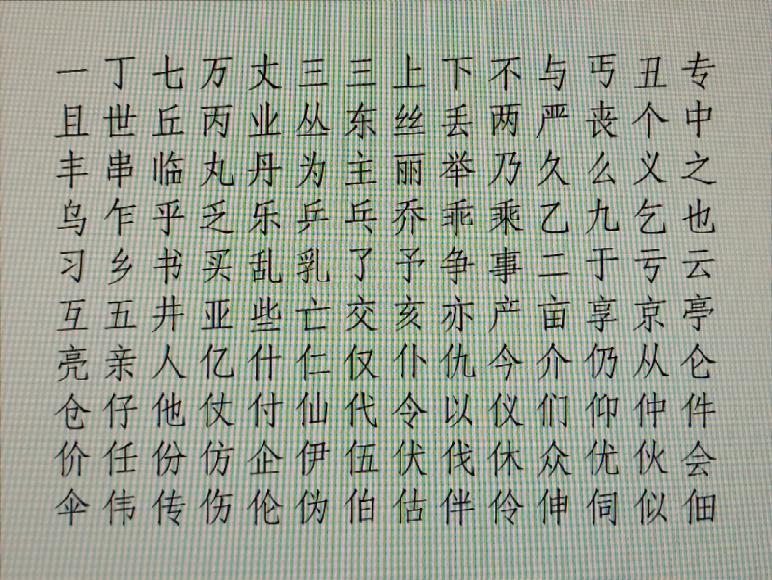 一丁七万丈三三上下不与丐丑专
且世丘丙业丛东丝丢两严丧个中
丰串临丸丹为主丽举乃久么义之
乌乍乎乏乐乒乓乔乖乘乙九乞也
习乡书买乱乳了予争事二于亏云
互五井亚些亡交亥亦产亩享京亭
亮亲人亿什仁仅仆仇今介仍从仑
仓仔他仗付仙代令以仪们仰仲件
价任份仿企伊伍伏伐休众优伙会
伞伟传伤伦伪伯估伴伶伸伺似佃